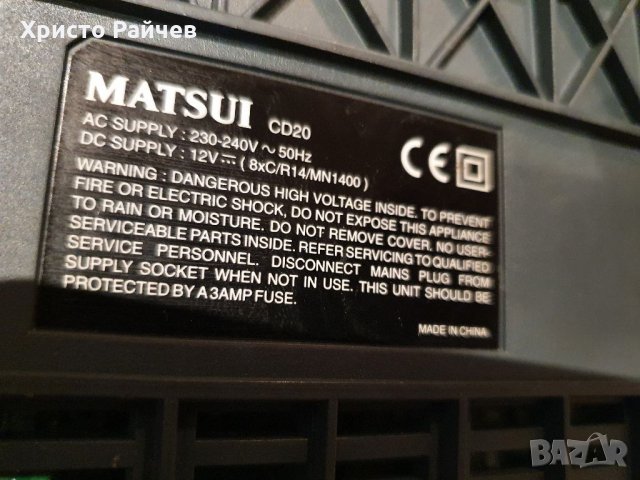 Христо Райчев
MATSUI CD20
AC SUPPLY : 230-240V ~ 50Hz
DC SUPPLY : 12V ⎓ ( 8xC/R14/MN1400 )
CE
WARNING : DANGEROUS HIGH VOLTAGE INSIDE. TO PREVENT
FIRE OR ELECTRIC SHOCK, DO NOT EXPOSE THIS APPLIANCE
TO RAIN OR MOISTURE. DO NOT REMOVE COVER. NO USER-
SERVICEABLE PARTS INSIDE. REFER SERVICING TO QUALIFIED
SERVICE PERSONNEL. DISCONNECT MAINS PLUG FROM
SUPPLY SOCKET WHEN NOT IN USE. THIS UNIT SHOULD BE
PROTECTED BY A 3AMP FUSE.
MADE IN CHINA
BAZAR